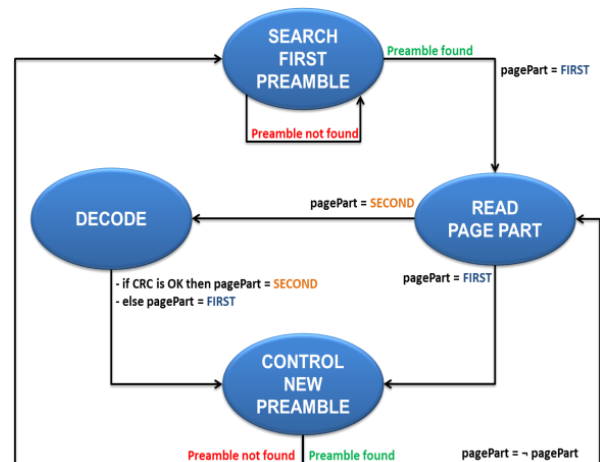 SEARCH
FIRST
PREAMBLE
Preamble found
pagePart = FIRST
Preamble not found
pagePart = SECOND
DECODE
READ
PAGE PART
pagePart = FIRST
- if CRC is OK then pagePart = SECOND
- else pagePart = FIRST
CONTROL
NEW
PREAMBLE
Preamble not found
Preamble found
pagePart = ¬ pagePart